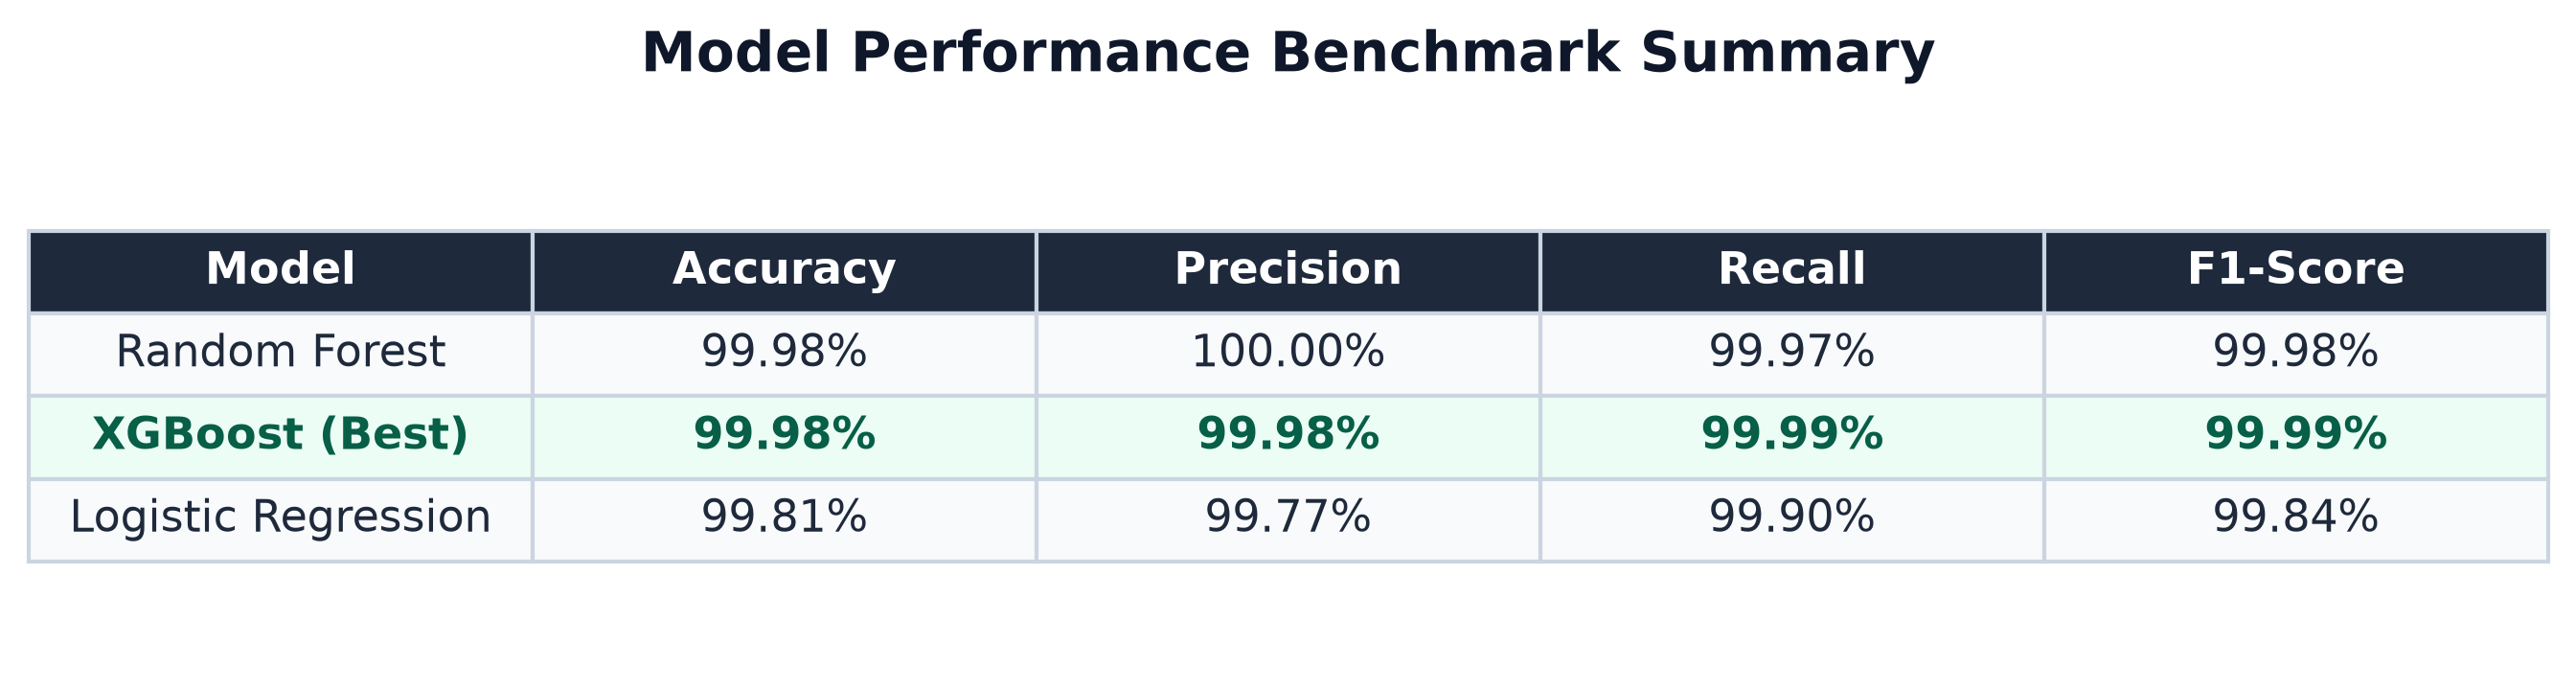 Model Performance Benchmark Summary
Model Accuracy Precision Recall F1-Score
Random Forest 99.98% 100.00% 99.97% 99.98%
XGBoost (Best) 99.98% 99.98% 99.99% 99.99%
Logistic Regression 99.81% 99.77% 99.90% 99.84%